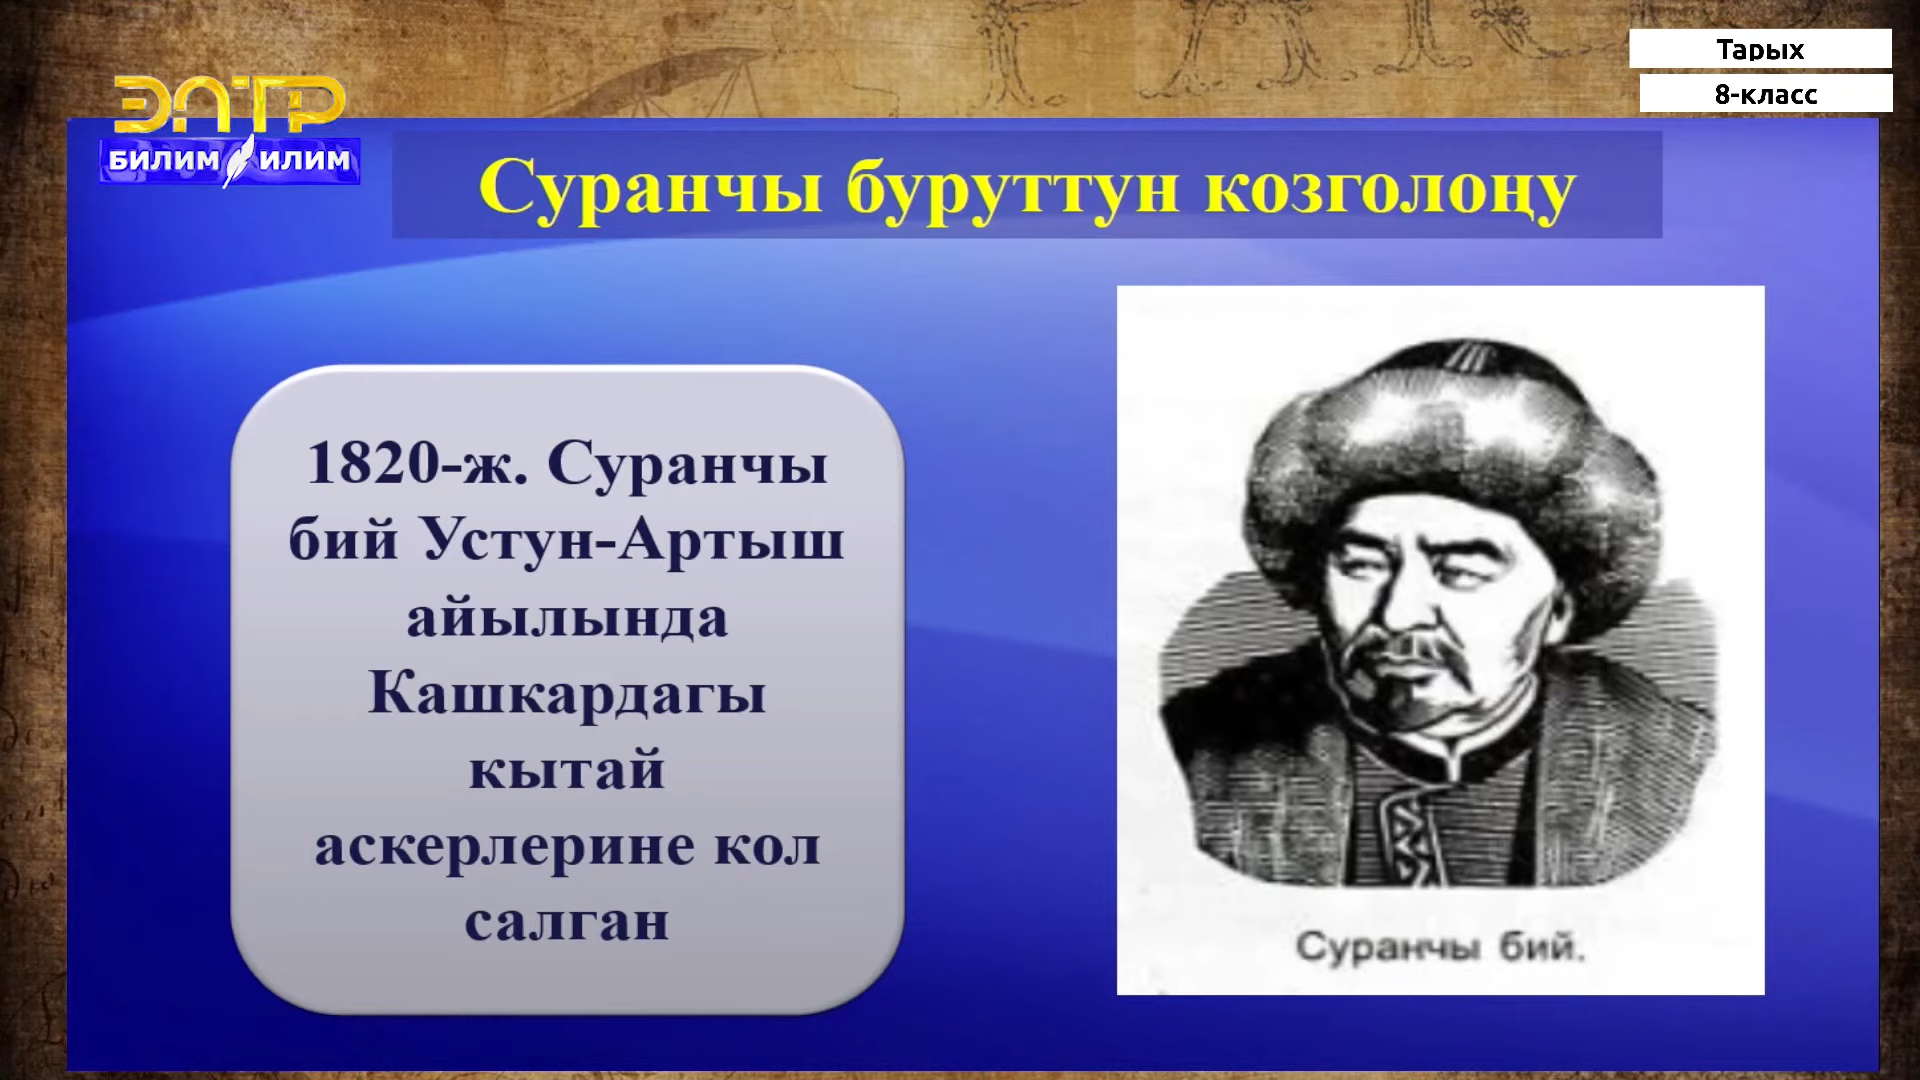 Тарых
8-класс
ЭЛТР
БИЛИМ ИЛИМ
Суранчы буруттун козголоңу
1820-ж. Суранчы
бий Устун-Артыш
айылында
Кашкардагы
кытай
аскерлерине кол
салган
Суранчы бий.